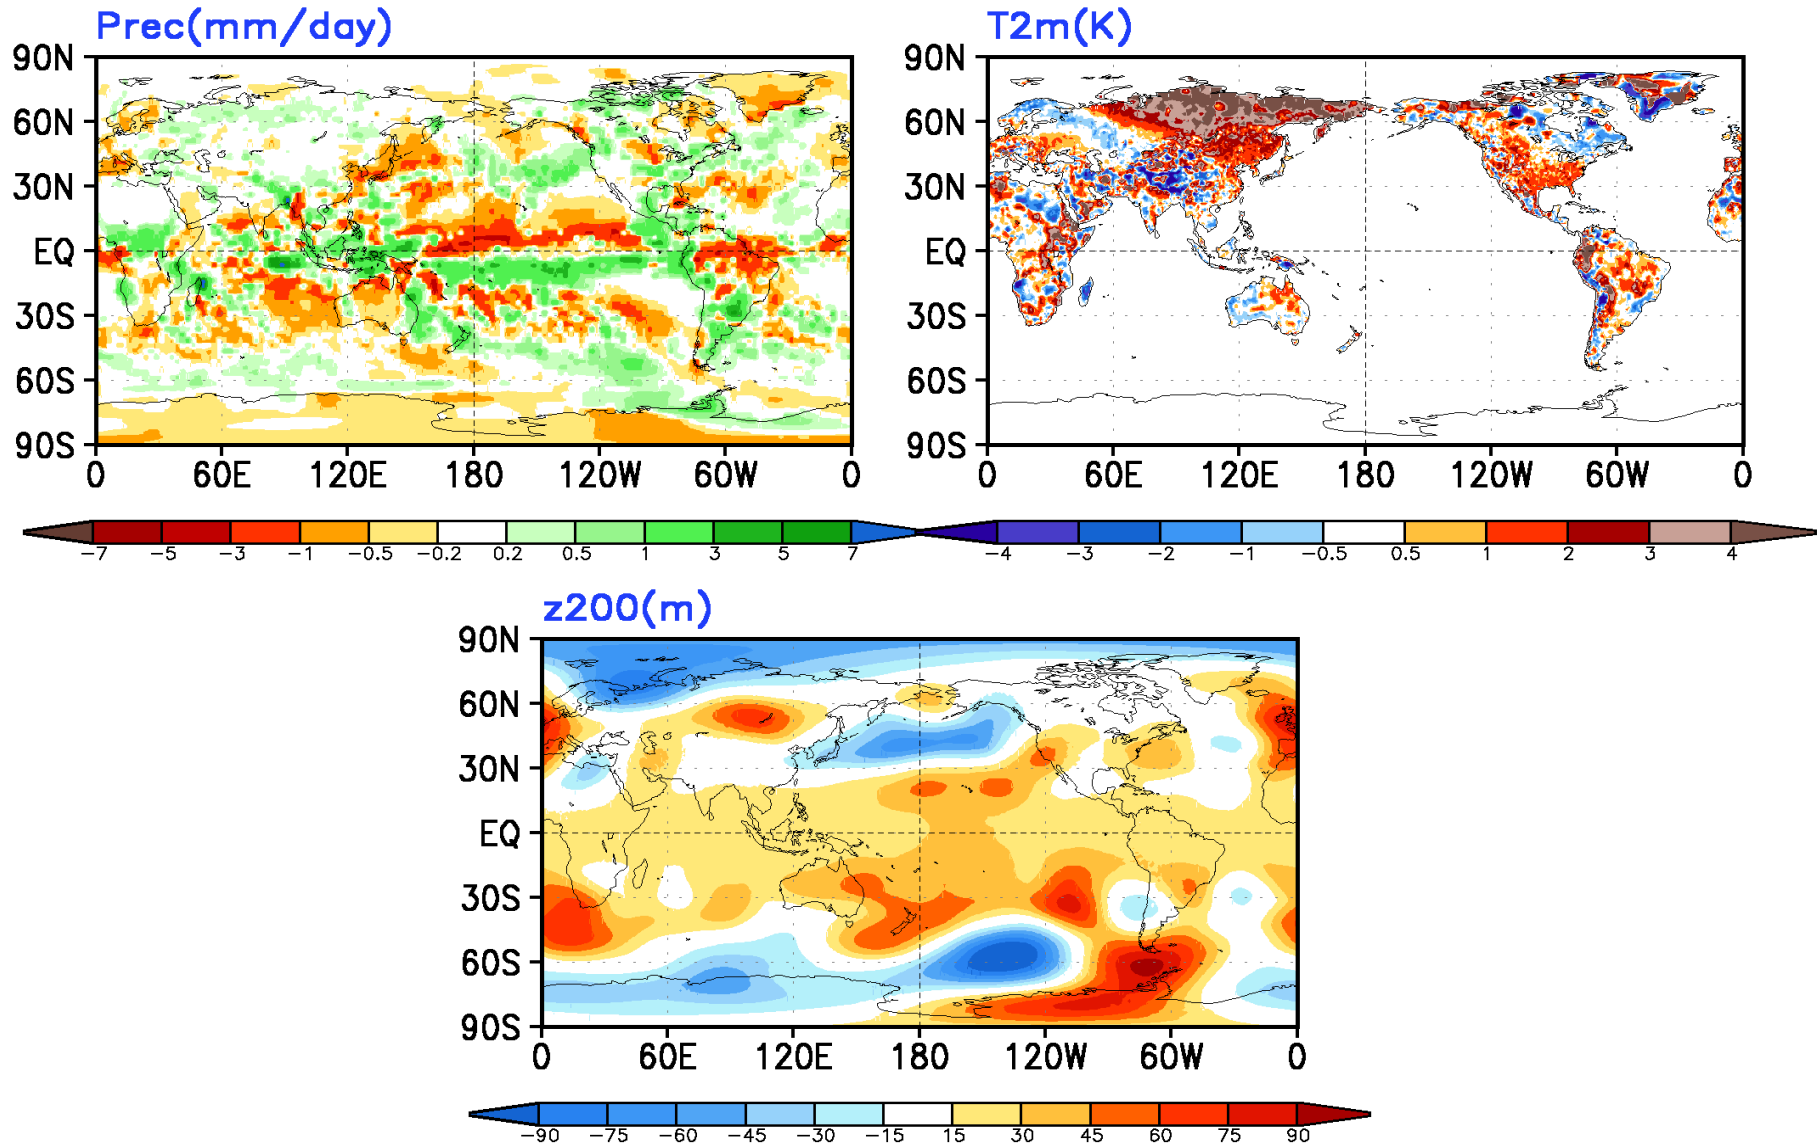 Prec(mm/day)
90N
60N
30N
EQ
30S
60S
90S
0 60E 120E 180 120W 60W 0
−7 −5 −3 −1 −0.5 −0.2 0.2 0.5 1 3 5 7
T2m(K)
90N
60N
30N
EQ
30S
60S
90S
0 60E 120E 180 120W 60W 0
−4 −3 −2 −1 −0.5 0.5 1 2 3 4
z200(m)
90N
60N
30N
EQ
30S
60S
90S
0 60E 120E 180 120W 60W 0
−90 −75 −60 −45 −30 −15 15 30 45 60 75 90